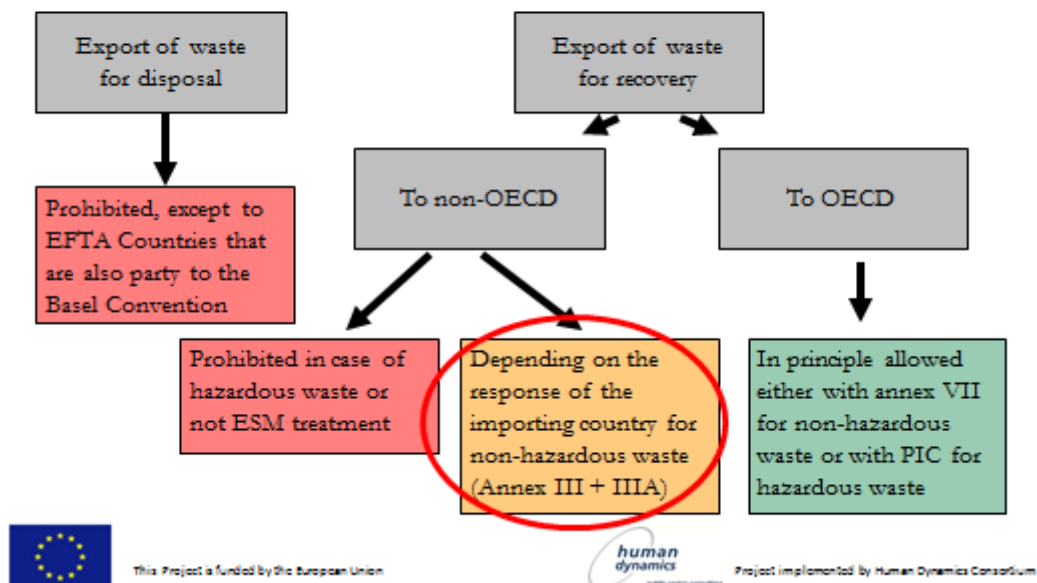 Export of waste
for disposal
Export of waste
for recovery
Prohibited, except to
EFTA Countries that
are also party to the
Basel Convention
To non-OECD
To OECD
Prohibited in case of
hazardous waste or
not ESM treatment
Depending on the
response of the
importing country for
non-hazardous waste
(Annex III + IIIA)
In principle allowed
either with annex VII
for non-hazardous
waste or with PIC for
hazardous waste
This Project is funded by the European Union
human
dynamics
Project implemented by Human Dynamics Consortium